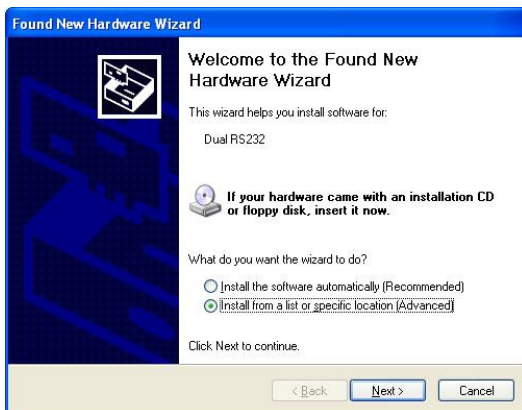 Found New Hardware Wizard
Welcome to the Found New
Hardware Wizard
This wizard helps you install software for:
Dual RS232
If your hardware came with an installation CD
or floppy disk, insert it now.
What do you want the wizard to do?
Install the software automatically (Recommended)
Install from a list or specific location (Advanced)
Click Next to continue.
< Back
Next >
Cancel